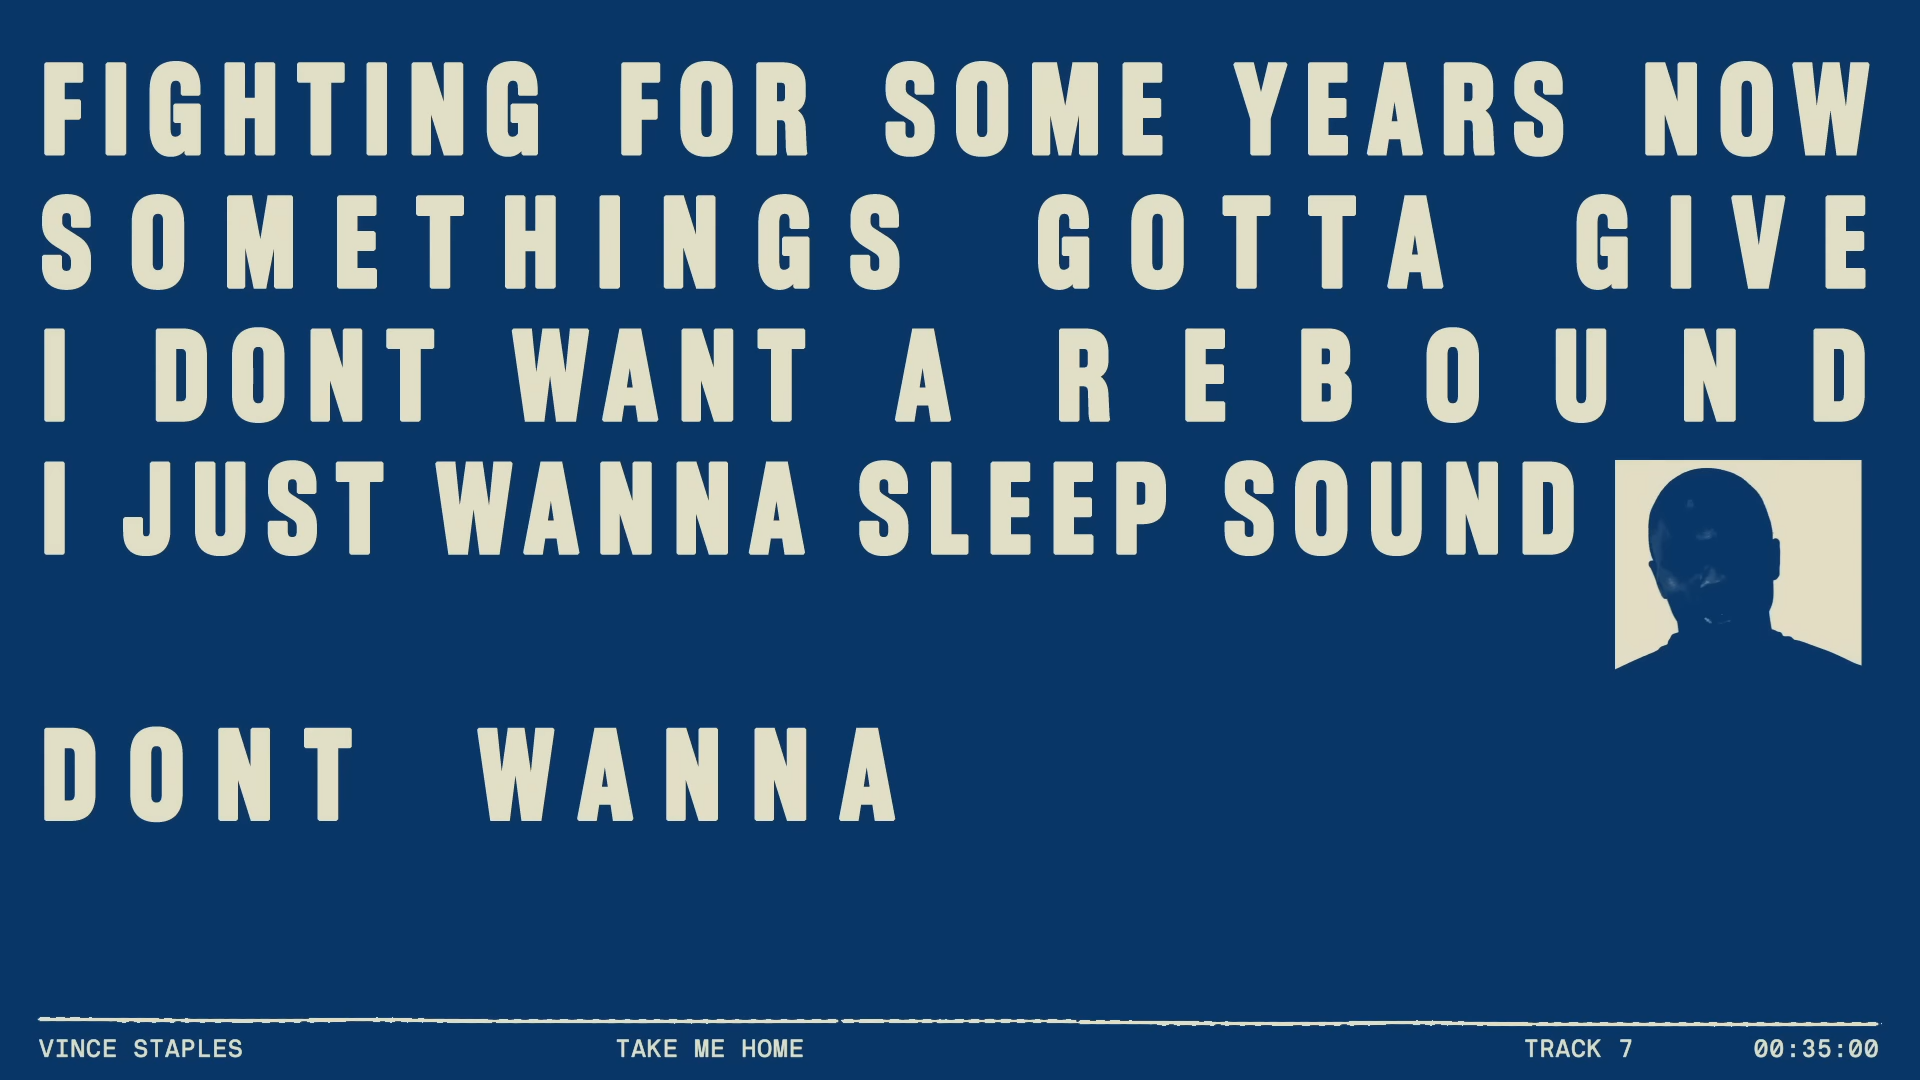 FIGHTING FOR SOME YEARS NOW
SOMETHINGS GOTTA GIVE
I DONT WANT A REBOUND
I JUST WANNA SLEEP SOUND
DONT WANNA
VINCE STAPLES TAKE ME HOME TRACK 7 00:35:00